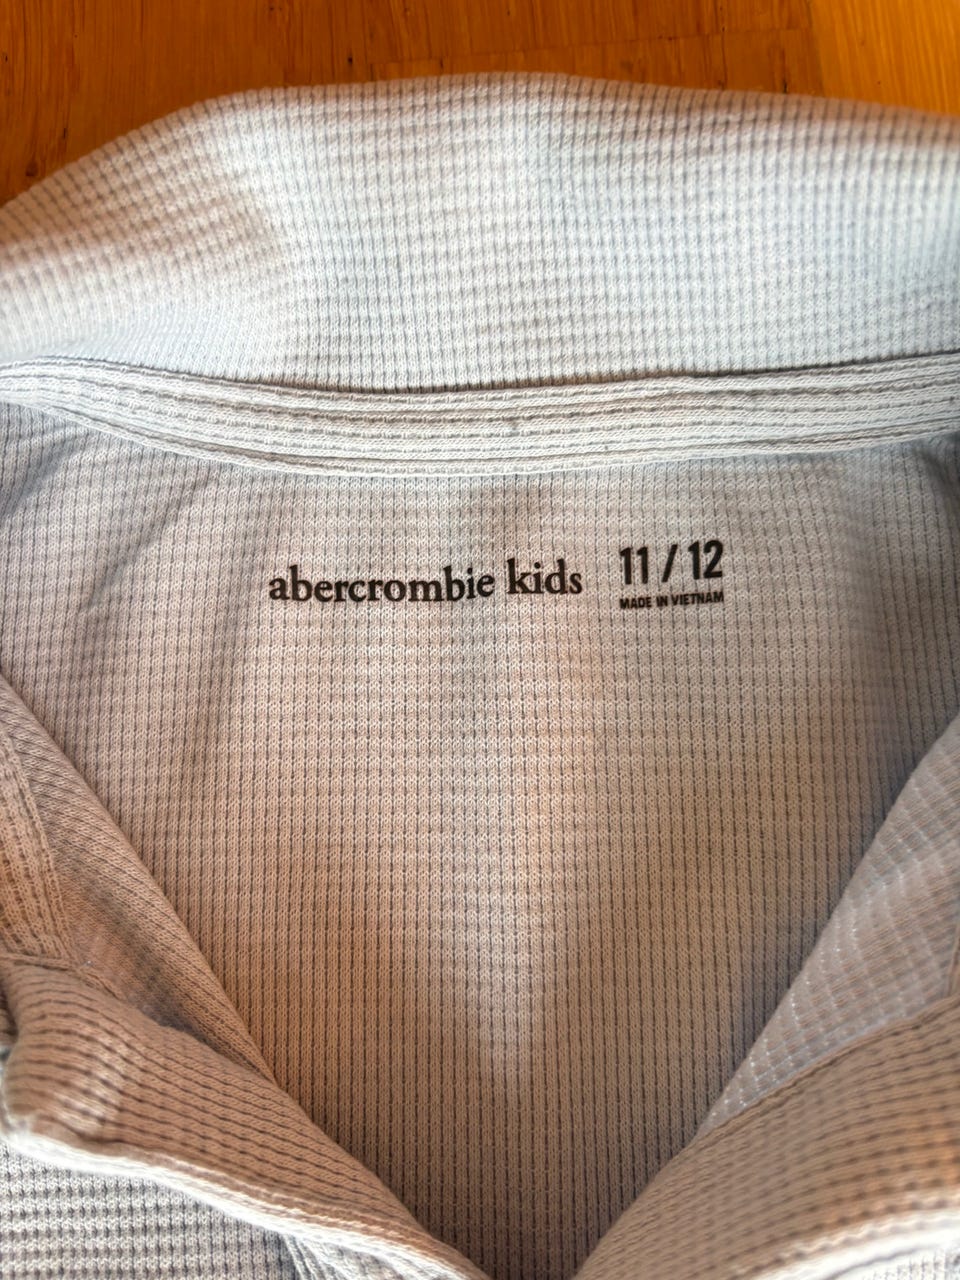 abercrombie kids
11 / 12
MADE IN VIETNAM